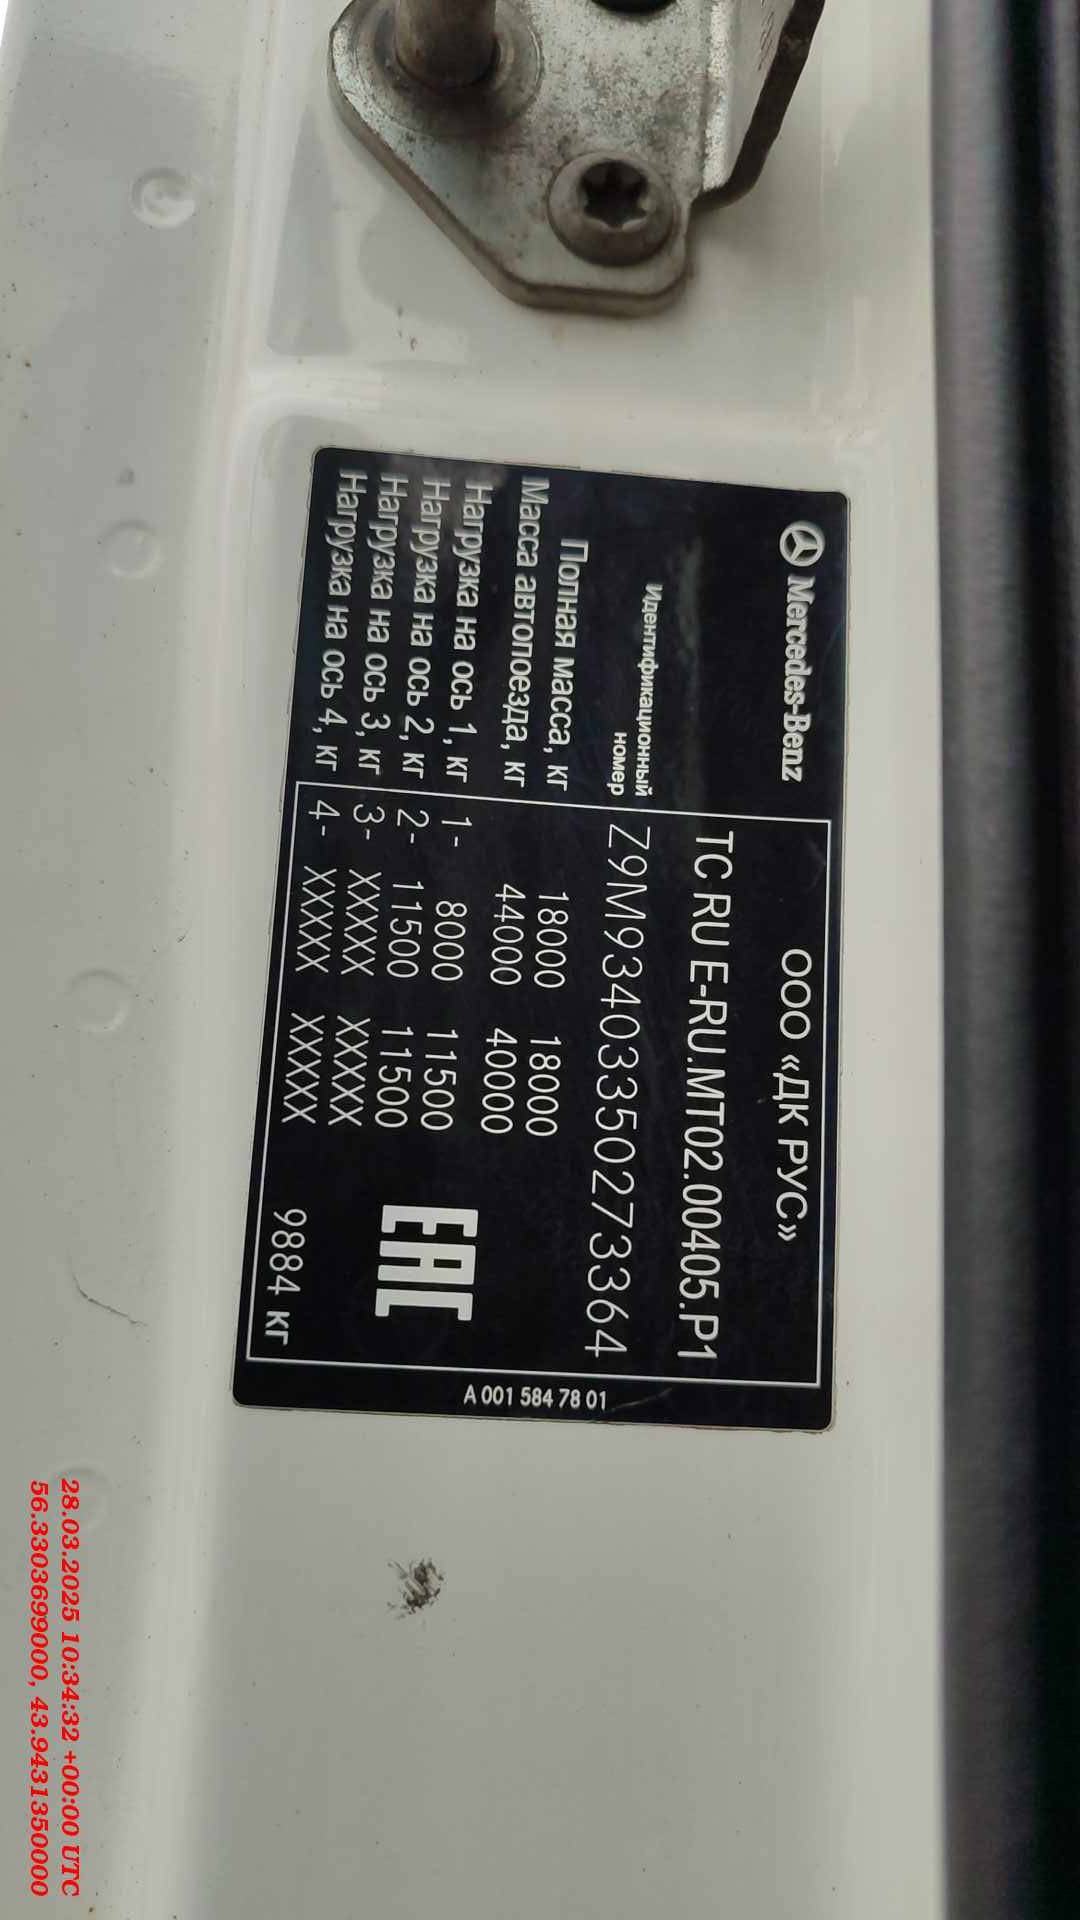 Mercedes-Benz
ООО «ДК РУС»
ТС RU E-RU.MT02.00405.P1
Идентификационный номер
Z9M93403350273364
Полная масса, кг 18000 18000
Масса автопоезда, кг 44000 40000
Нагрузка на ось 1, кг 1- 8000 11500
Нагрузка на ось 2, кг 2- 11500 11500
Нагрузка на ось 3, кг 3- XXXXX XXXXX
Нагрузка на ось 4, кг 4- XXXXX XXXXX
EAC
9884 кг
A 001 584 78 01
28.03.2025 10:34:32 +00:00 UTC
56.3303699000, 43.9431350000